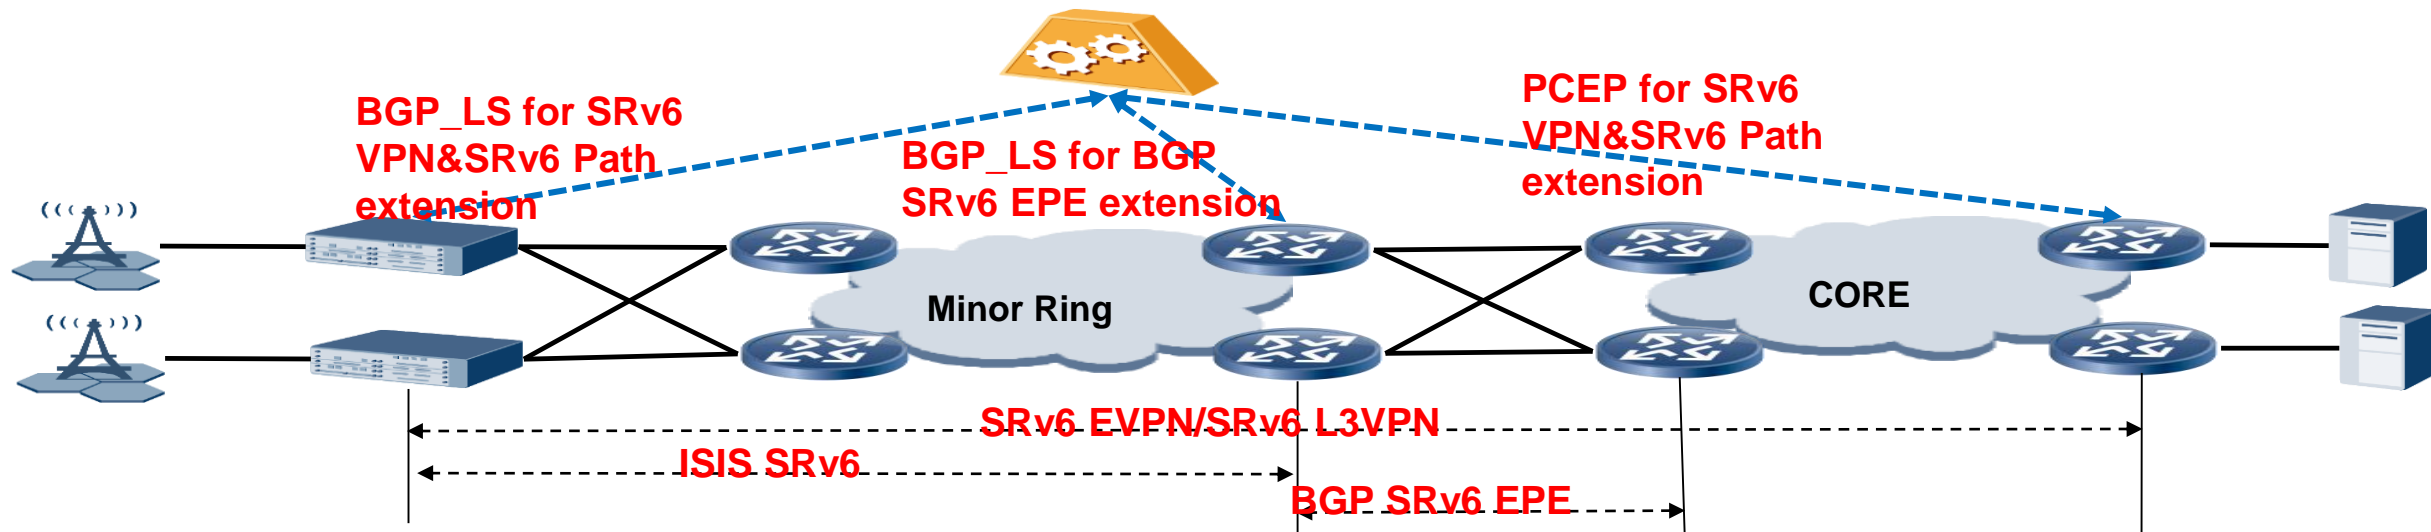 BGP_LS for SRv6
VPN&SRv6 Path
extension
BGP_LS for BGP
SRv6 EPE extension
PCEP for SRv6
VPN&SRv6 Path
extension
Minor Ring
CORE
SRv6 EVPN/SRv6 L3VPN
ISIS SRv6
BGP SRv6 EPE